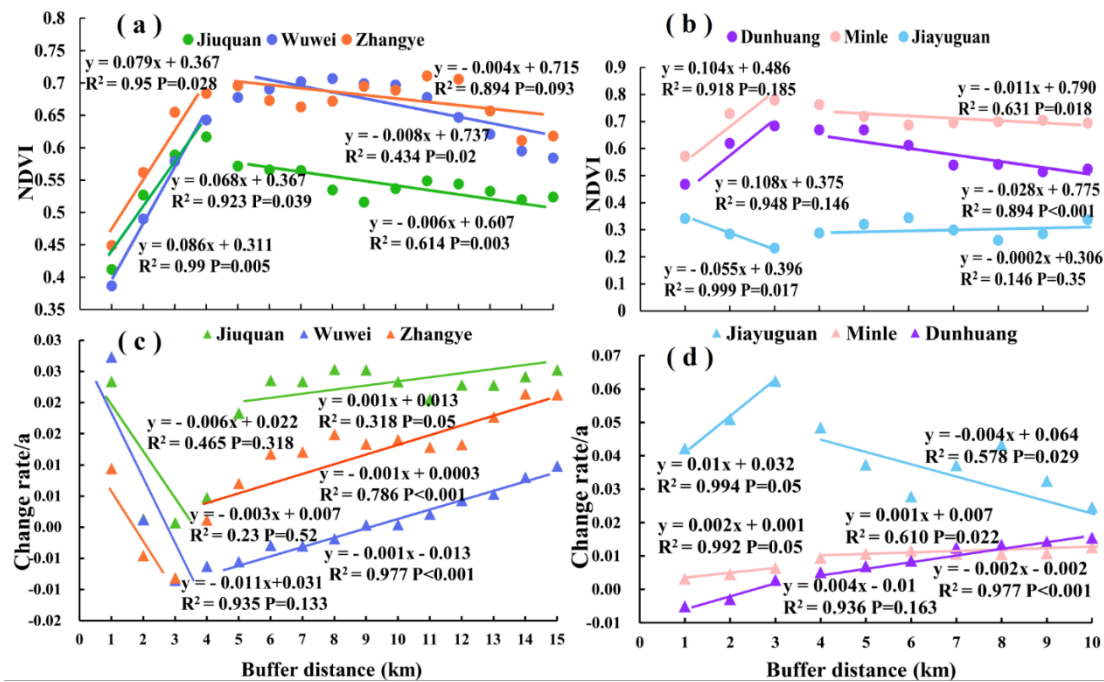 ( a )
Jiuquan Wuwei Zhangye
NDVI
0.8
0.75
0.7
0.65
0.6
0.55
0.5
0.45
0.4
0.35
y = 0.079x + 0.367
R² = 0.95 P=0.028
y = - 0.004x + 0.715
R² = 0.894 P=0.093
y = - 0.008x + 0.737
R² = 0.434 P=0.02
y = 0.068x + 0.367
R² = 0.923 P=0.039
y = - 0.006x + 0.607
R² = 0.614 P=0.003
y = 0.086x + 0.311
R² = 0.99 P=0.005
( b )
Dunhuang Minle Jiayuguan
NDVI
0.9
0.8
0.7
0.6
0.5
0.4
0.3
0.2
0.1
0
y = 0.104x + 0.486
R² = 0.918 P=0.185
y = -0.011x + 0.790
R² = 0.631 P=0.018
y = 0.108x + 0.375
R² = 0.948 P=0.146
y = -0.028x + 0.775
R² = 0.894 P<0.001
y = - 0.055x + 0.396
R² = 0.999 P=0.017
y = -0.0002x +0.306
R² = 0.146 P=0.35
( c )
Jiuquan Wuwei Zhangye
Change rate/a
0.03
0.03
0.02
0.02
0.01
0.01
0.00
-0.01
-0.01
-0.02
y = - 0.006x + 0.022
R² = 0.465 P=0.318
y = 0.001x + 0.013
R² = 0.318 P=0.05
y = - 0.001x + 0.0003
R² = 0.786 P<0.001
y = - 0.003x + 0.007
R² = 0.23 P=0.52
y = - 0.001x - 0.013
R² = 0.977 P<0.001
y = - 0.011x+0.031
R² = 0.935 P=0.133
0 1 2 3 4 5 6 7 8 9 10 11 12 13 14 15
Buffer distance (km)
( d )
Jiayuguan Minle Dunhuang
Change rate/a
0.07
0.06
0.05
0.04
0.03
0.02
0.01
0.00
-0.01
y = 0.01x + 0.032
R² = 0.994 P=0.05
y = -0.004x + 0.064
R² = 0.578 P=0.029
y = 0.002x + 0.001
R² = 0.992 P=0.05
y = 0.001x + 0.007
R² = 0.610 P=0.022
y = 0.004x - 0.01
R² = 0.936 P=0.163
y = -0.002x - 0.002
R² = 0.977 P<0.001
0 1 2 3 4 5 6 7 8 9 10
Buffer distance (km)